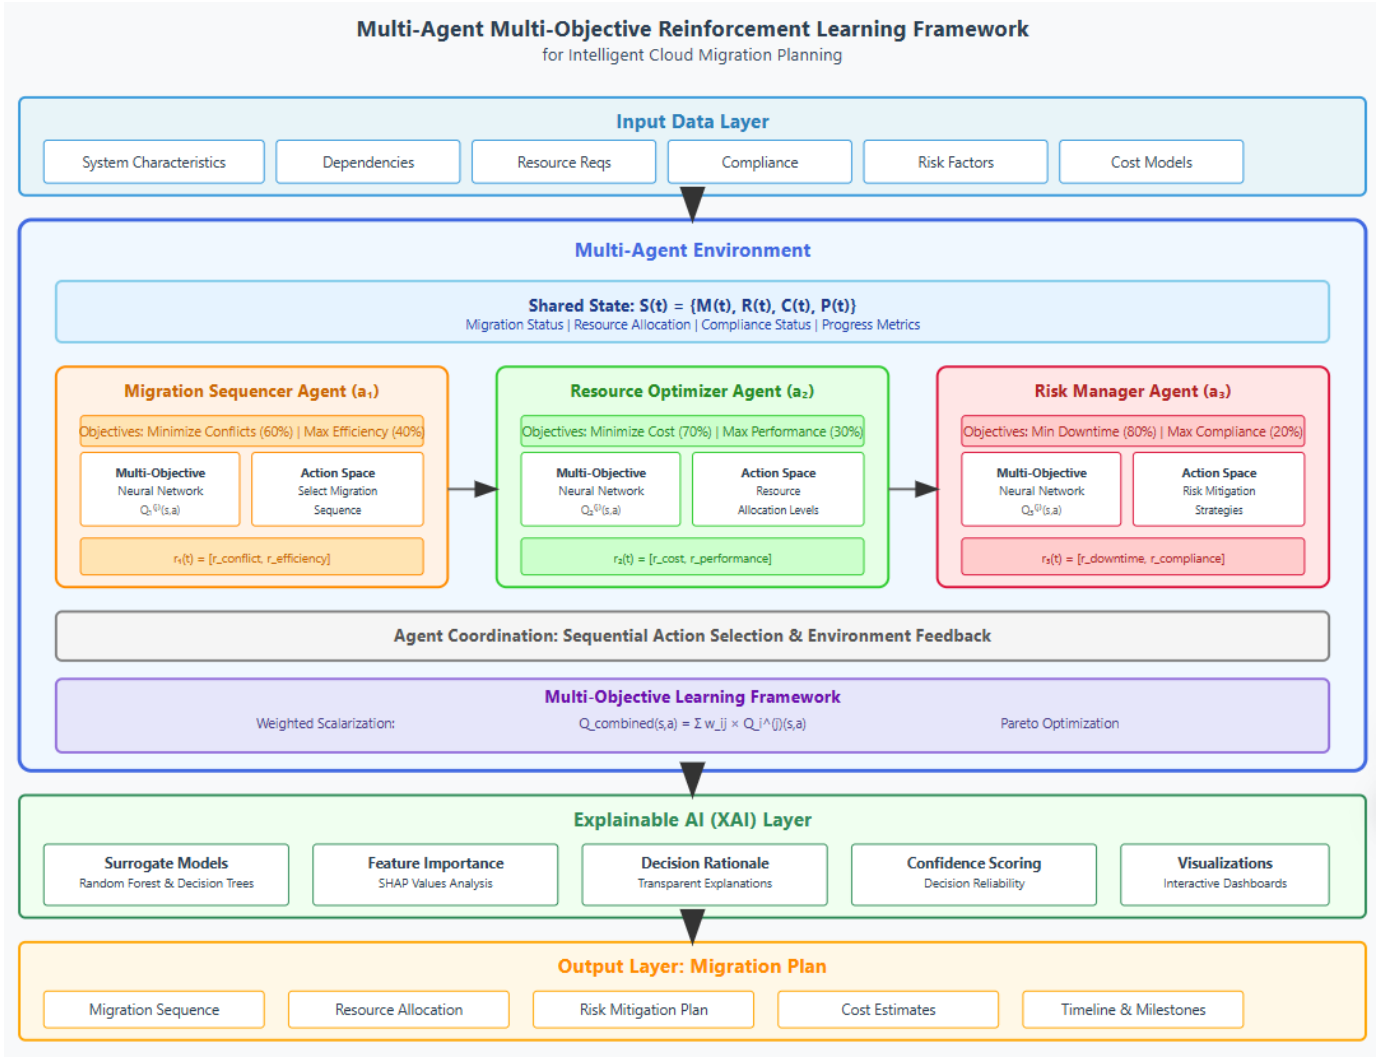 Multi-Agent Multi-Objective Reinforcement Learning Framework
for Intelligent Cloud Migration Planning
Input Data Layer
System Characteristics
Dependencies
Resource Reqs
Compliance
Risk Factors
Cost Models
Multi-Agent Environment
Shared State: S(t) = {M(t), R(t), C(t), P(t)}
Migration Status | Resource Allocation | Compliance Status | Progress Metrics
Migration Sequencer Agent (a₁)
Objectives: Minimize Conflicts (60%) | Max Efficiency (40%)
Multi-Objective
Neural Network
Q₁⁽ʲ⁾(s,a)
Action Space
Select Migration
Sequence
r₁(t) = [r_conflict, r_efficiency]
Resource Optimizer Agent (a₂)
Objectives: Minimize Cost (70%) | Max Performance (30%)
Multi-Objective
Neural Network
Q₂⁽ʲ⁾(s,a)
Action Space
Resource
Allocation Levels
r₂(t) = [r_cost, r_performance]
Risk Manager Agent (a₃)
Objectives: Min Downtime (80%) | Max Compliance (20%)
Multi-Objective
Neural Network
Q₃⁽ʲ⁾(s,a)
Action Space
Risk Mitigation
Strategies
r₃(t) = [r_downtime, r_compliance]
Agent Coordination: Sequential Action Selection & Environment Feedback
Multi-Objective Learning Framework
Weighted Scalarization:
Q_combined(s,a) = Σ w_ij × Q_i^(j)(s,a)
Pareto Optimization
Explainable AI (XAI) Layer
Surrogate Models
Random Forest & Decision Trees
Feature Importance
SHAP Values Analysis
Decision Rationale
Transparent Explanations
Confidence Scoring
Decision Reliability
Visualizations
Interactive Dashboards
Output Layer: Migration Plan
Migration Sequence
Resource Allocation
Risk Mitigation Plan
Cost Estimates
Timeline & Milestones